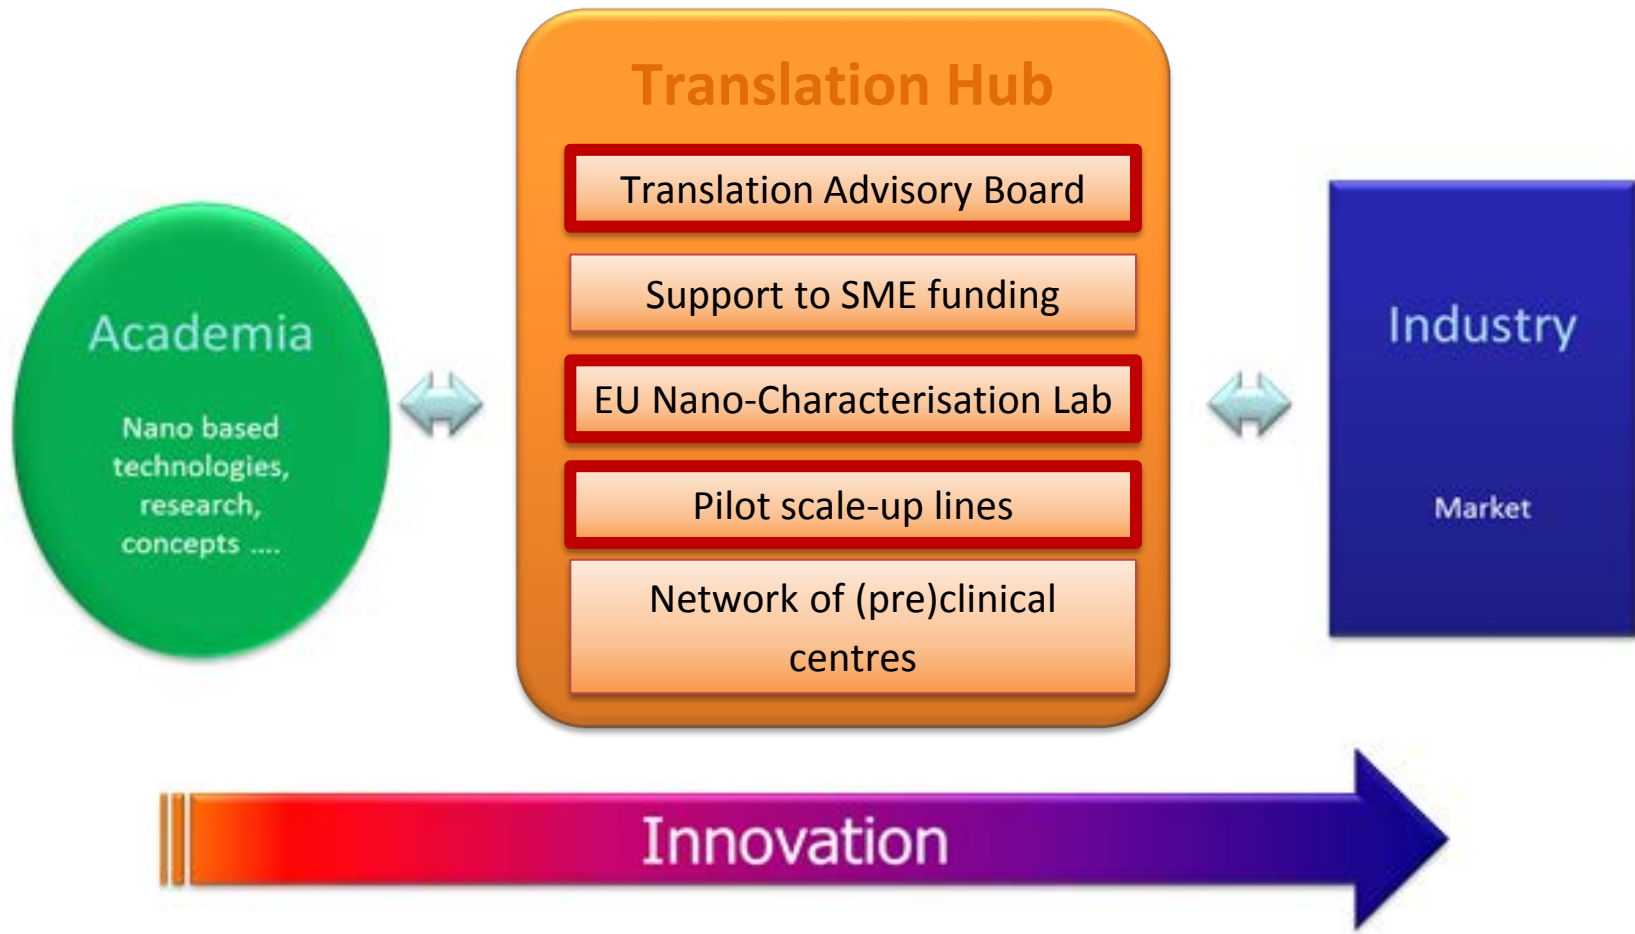 Translation Hub
Translation Advisory Board
Support to SME funding
EU Nano-Characterisation Lab
Pilot scale-up lines
Network of (pre)clinical
centres
Academia
Nano based
technologies,
research,
concepts ....
Industry
Market
Innovation